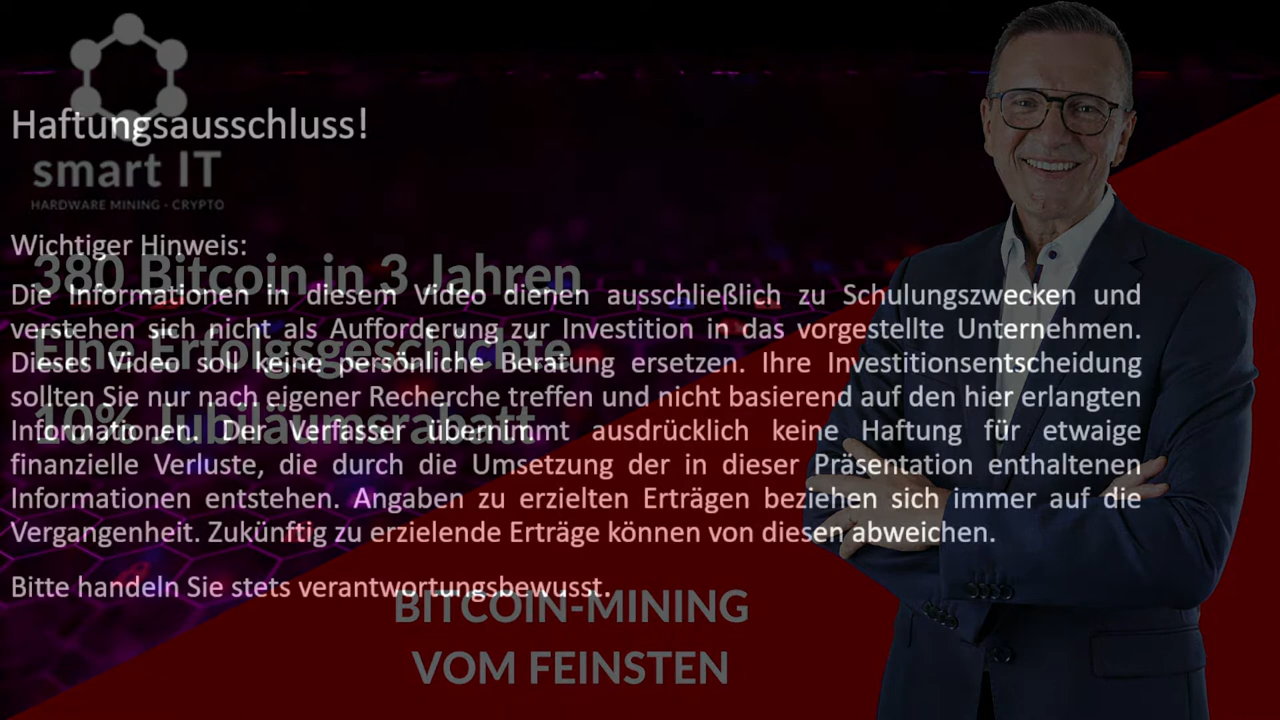 Haftungsausschluss!
smart IT
HARDWARE MINING - CRYPTO
Wichtiger Hinweis:
380 Bitcoin in 3 Jahren
Die Informationen in diesem Video dienen ausschließlich zu Schulungszwecken und
verstehen sich nicht als Aufforderung zur Investition in das vorgestellte Unternehmen.
Eine Erfolgsgeschichte
Dieses Video soll keine persönliche Beratung ersetzen. Ihre Investitionsentscheidung
sollten Sie nur nach eigener Recherche treffen und nicht basierend auf den hier erlangten
10% Jubiläumsrabatt
Informationen. Der Verfasser übernimmt ausdrücklich keine Haftung für etwaige
finanzielle Verluste, die durch die Umsetzung der in dieser Präsentation enthaltenen
Informationen entstehen. Angaben zu erzielten Erträgen beziehen sich immer auf die
Vergangenheit. Zukünftig zu erzielende Erträge können von diesen abweichen.
Bitte handeln Sie stets verantwortungsbewusst.
BITCOIN-MINING
VOM FEINSTEN